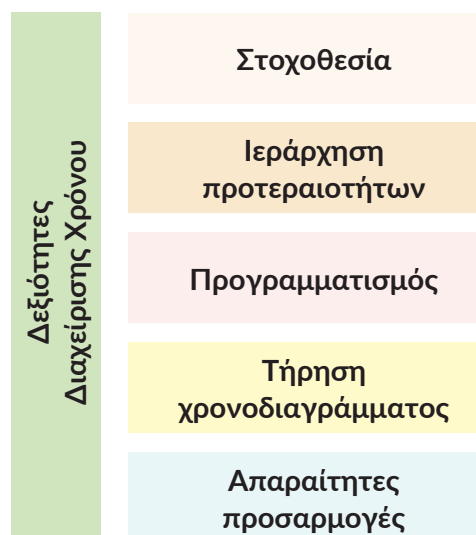 Δεξιότητες
Διαχείρισης Χρόνου
Στοχοθεσία
Ιεράρχηση
προτεραιοτήτων
Προγραμματισμός
Τήρηση
χρονοδιαγράμματος
Απαραίτητες
προσαρμογές